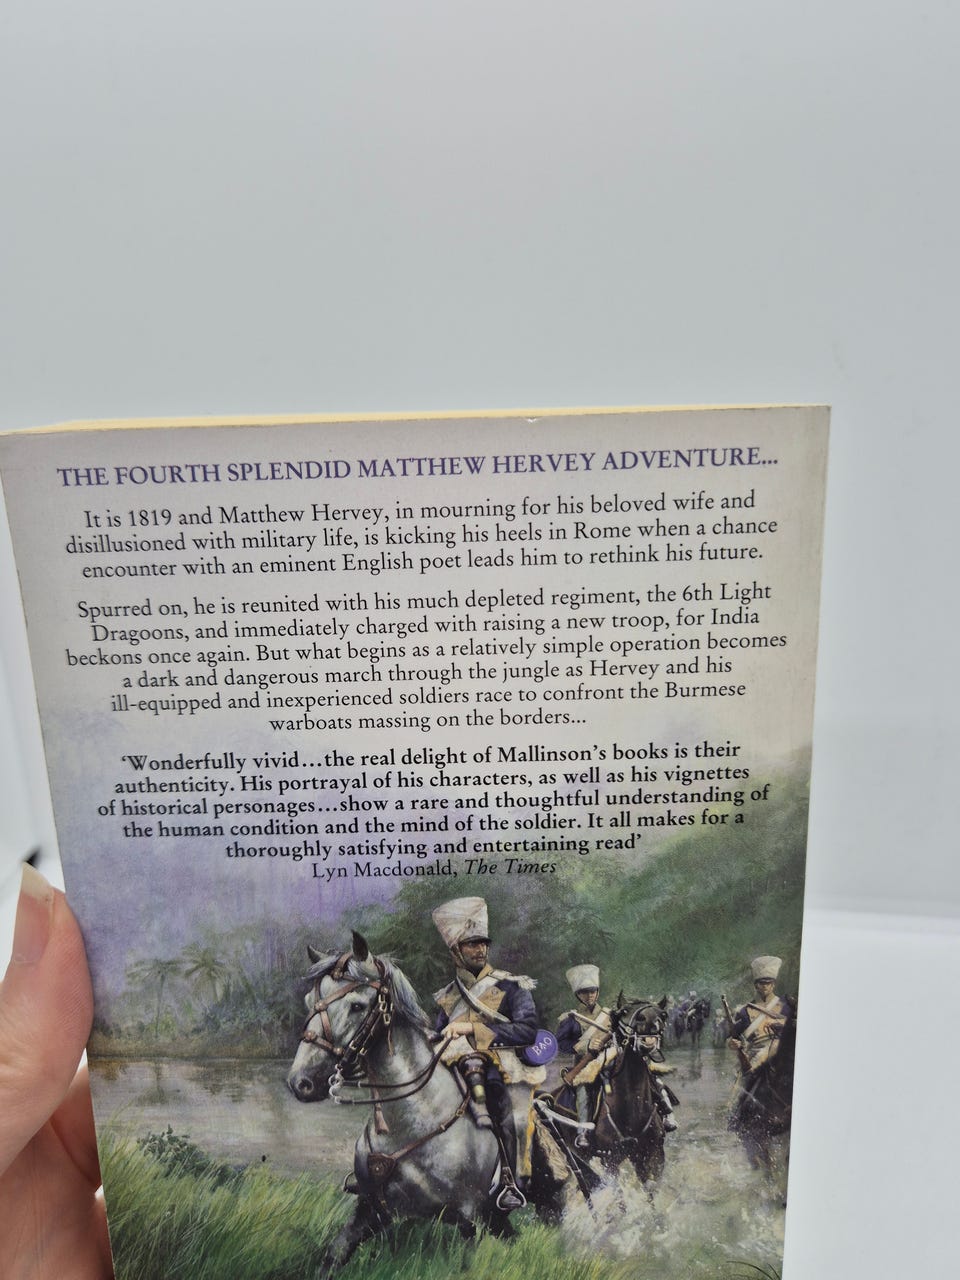 THE FOURTH SPLENDID MATTHEW HERVEY ADVENTURE...
It is 1819 and Matthew Hervey, in mourning for his beloved wife and
disillusioned with military life, is kicking his heels in Rome when a chance
encounter with an eminent English poet leads him to rethink his future.
Spurred on, he is reunited with his much depleted regiment, the 6th Light
Dragoons, and immediately charged with raising a new troop, for India
beckons once again. But what begins as a relatively simple operation becomes
a dark and dangerous march through the jungle as Hervey and his
ill-equipped and inexperienced soldiers race to confront the Burmese
warboats massing on the borders...
‘Wonderfully vivid...the real delight of Mallinson’s books is their
authenticity. His portrayal of his characters, as well as his vignettes
of historical personages...show a rare and thoughtful understanding of
the human condition and the mind of the soldier. It all makes for a
thoroughly satisfying and entertaining read’
Lyn Macdonald, The Times